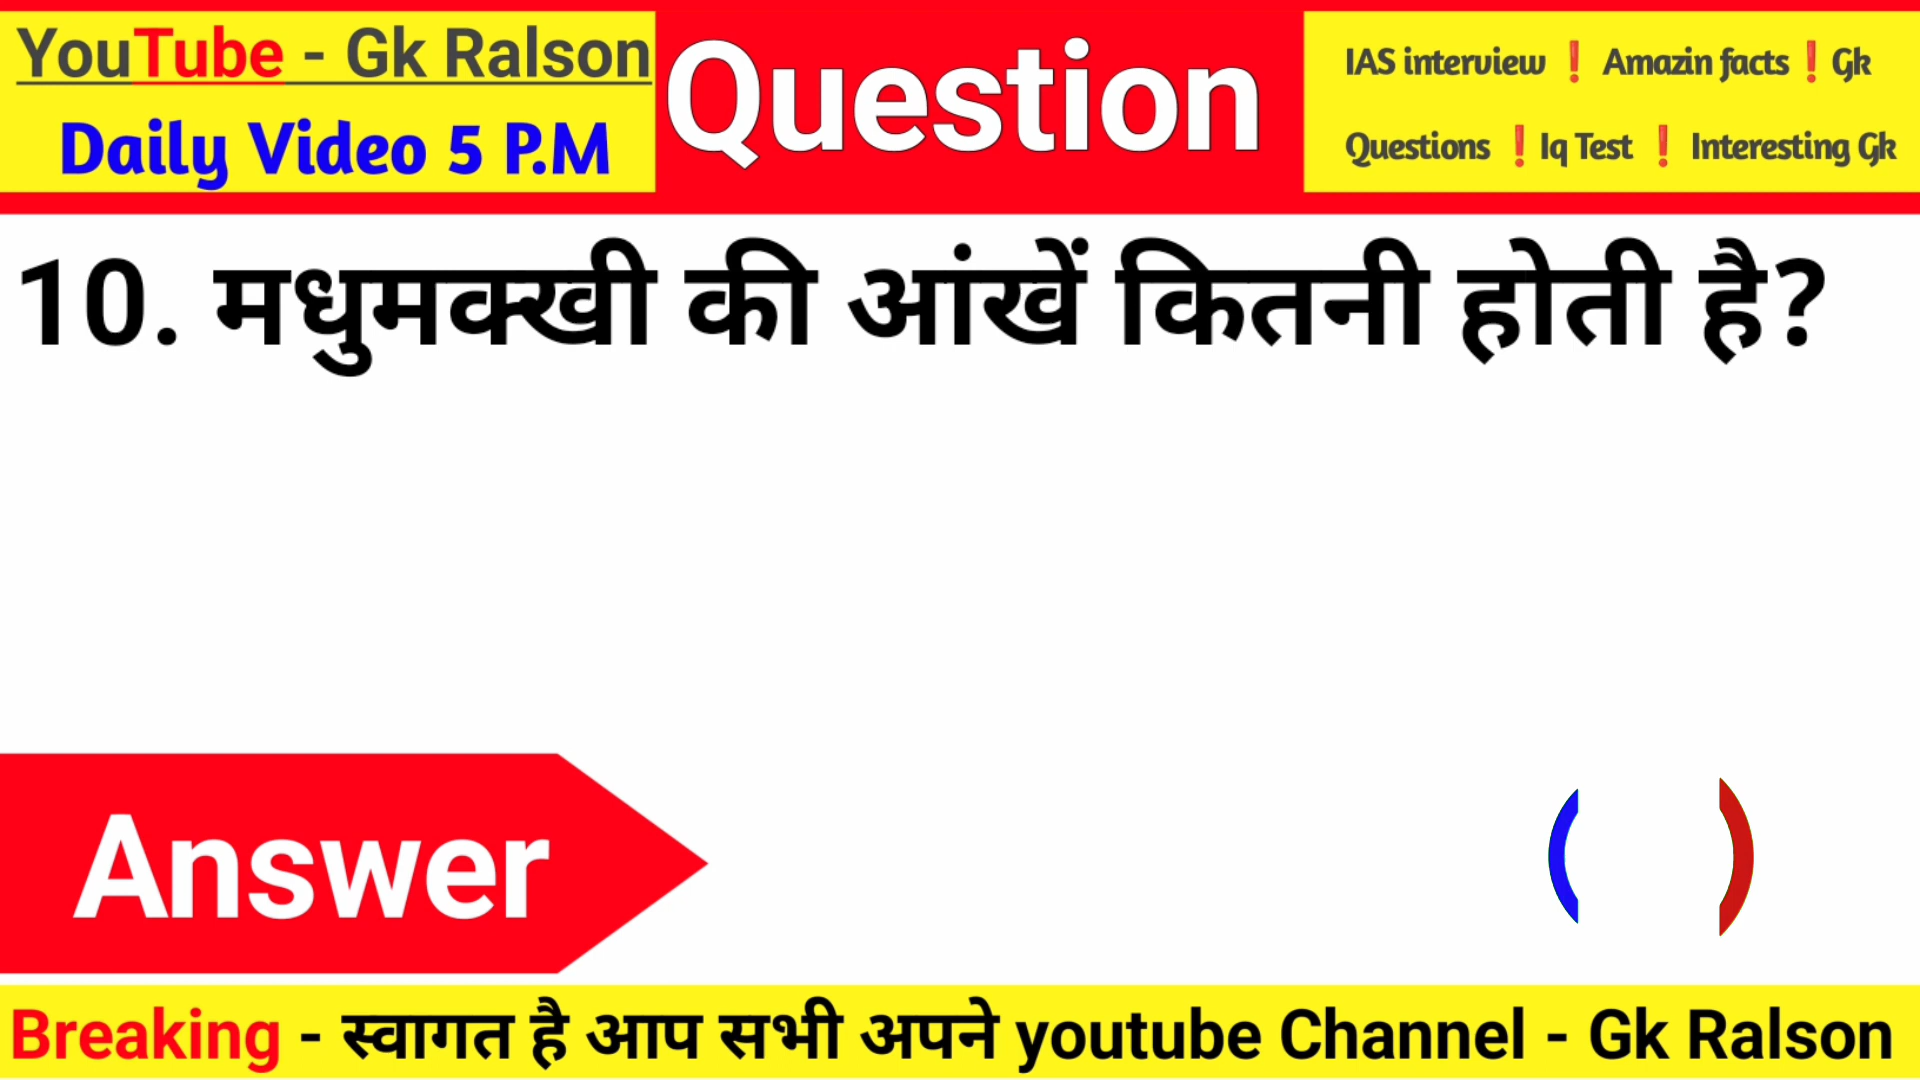 YouTube - Gk Ralson
Daily Video 5 P.M
Question
IAS interview ❗ Amazin facts❗Gk
Questions ❗Iq Test ❗ Interesting Gk
10. मधुमक्खी की आंखें कितनी होती है?
Answer
Breaking - स्वागत है आप सभी अपने youtube Channel - Gk Ralson